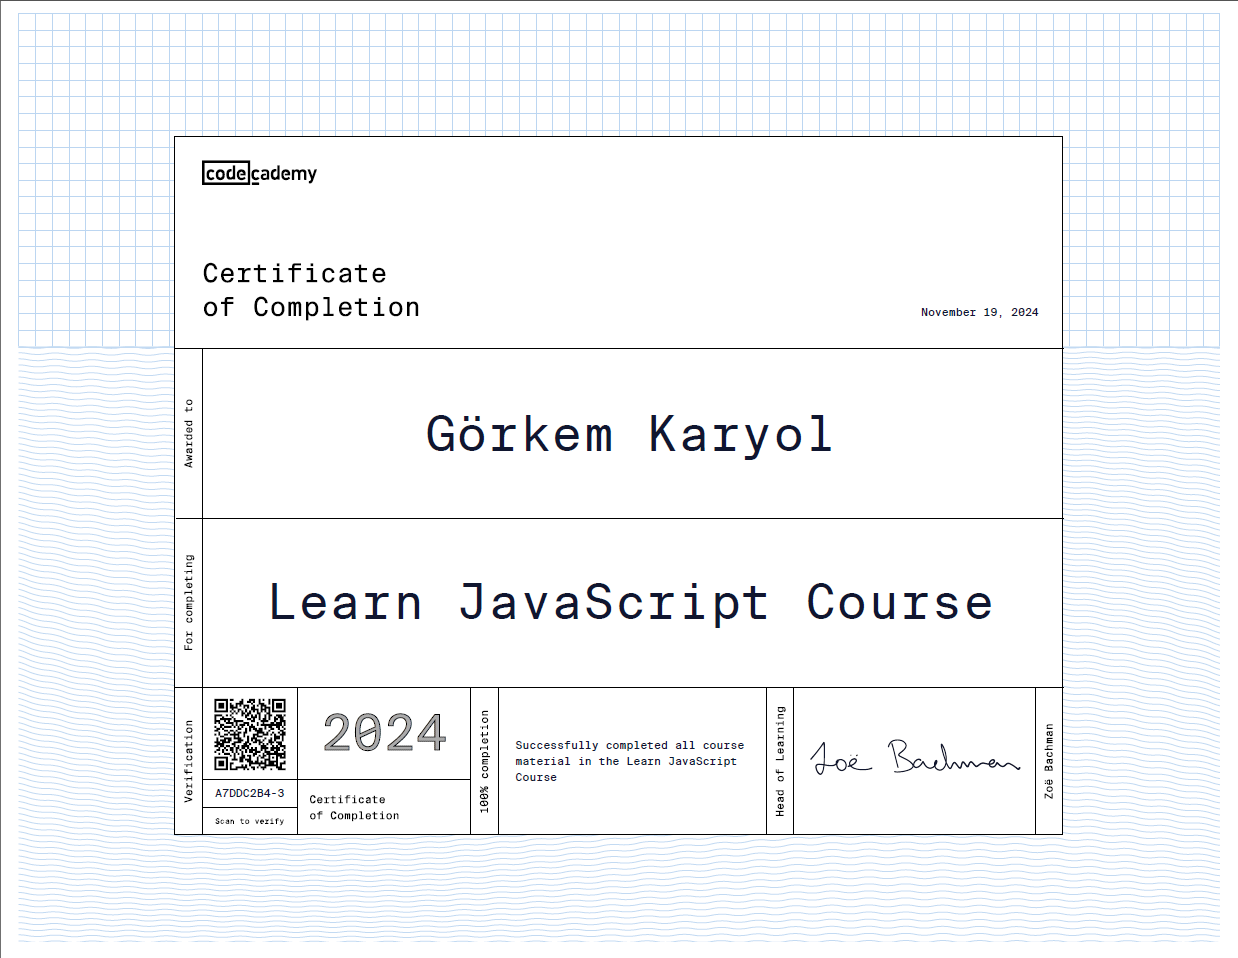 codecademy
Certificate
of Completion
November 19, 2024
Awarded to
Görkem Karyol
For completing
Learn JavaScript Course
Verification
A7DDC2B4-3
Scan to verify
2024
Certificate
of Completion
100% completion
Successfully completed all course
material in the Learn JavaScript
Course
Head of Learning
Zoë Bachman
Zoë Bachman